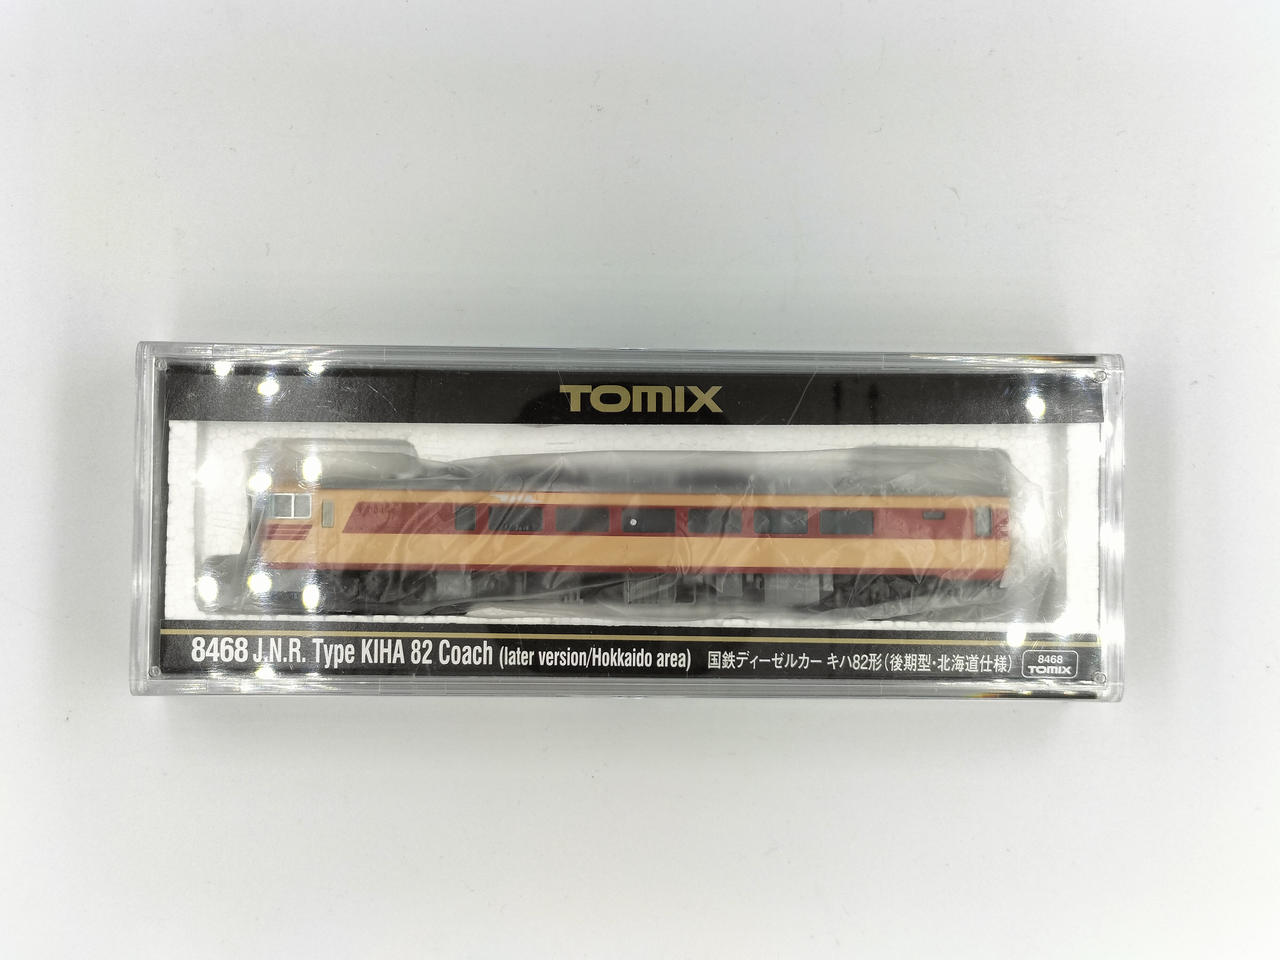 TOMIX
8468 J.N.R. Type KIHA 82 Coach (later version/Hokkaido area) 国鉄ディーゼルカー キハ82形(後期型・北海道仕様)
8468
TOMIX